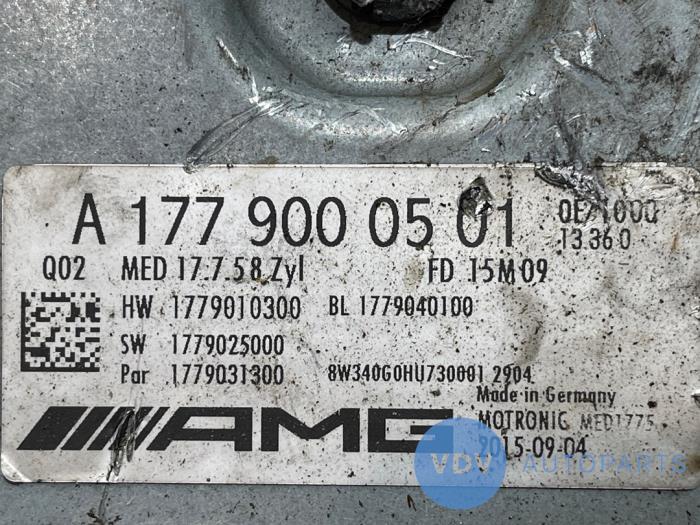 A 177 900 05 01 0E/1000
13.36 0
Q02 MED 17.7.5 8.Zyl FD 15M09
HW 1779010300 BL 1779040100
SW 1779025000
Par 1779031300 8W340G0HU730001 2904
Made in Germany
AMG MOTRONIC MED1775
2015-09-04
VDV AUTOPARTS